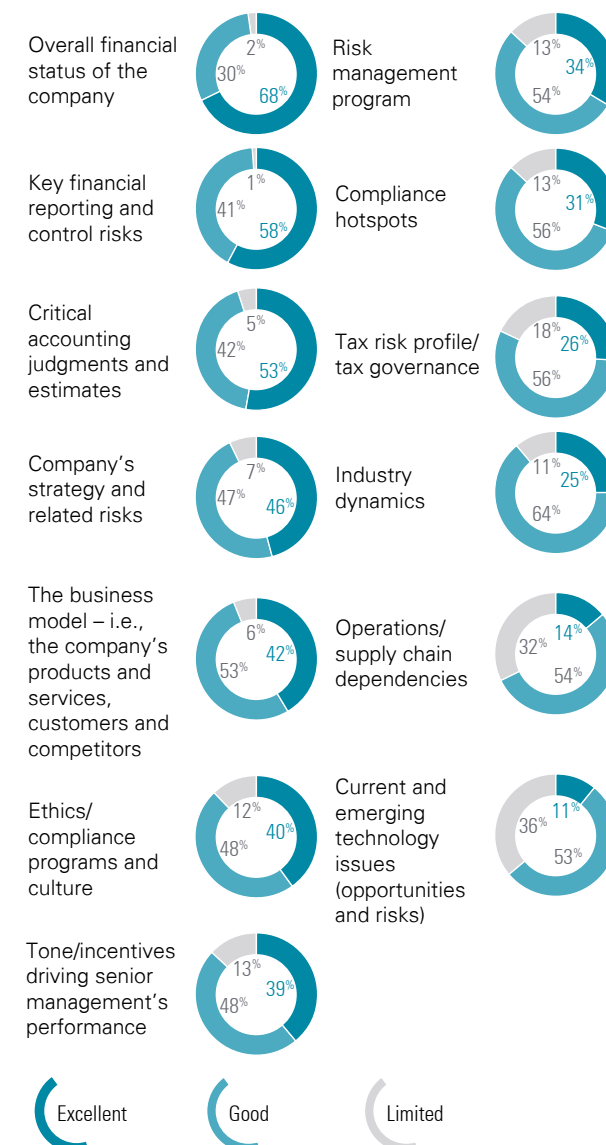 Overall financial
status of the
company
2%
30%
68%
Key financial
reporting and
control risks
1%
41%
58%
Critical
accounting
judgments and
estimates
5%
42%
53%
Company's
strategy and
related risks
7%
47%
46%
The business
model – i.e.,
the company's
products and
services,
customers and
competitors
6%
42%
53%
Ethics/
compliance
programs and
culture
12%
40%
48%
Tone/incentives
driving senior
management's
performance
13%
39%
48%
Risk
management
program
13%
34%
54%
Compliance
hotspots
13%
31%
56%
Tax risk profile/
tax governance
18%
26%
56%
Industry
dynamics
11%
25%
64%
Operations/
supply chain
dependencies
14%
32%
54%
Current and
emerging
technology
issues
(opportunities
and risks)
11%
36%
53%
Excellent
Good
Limited